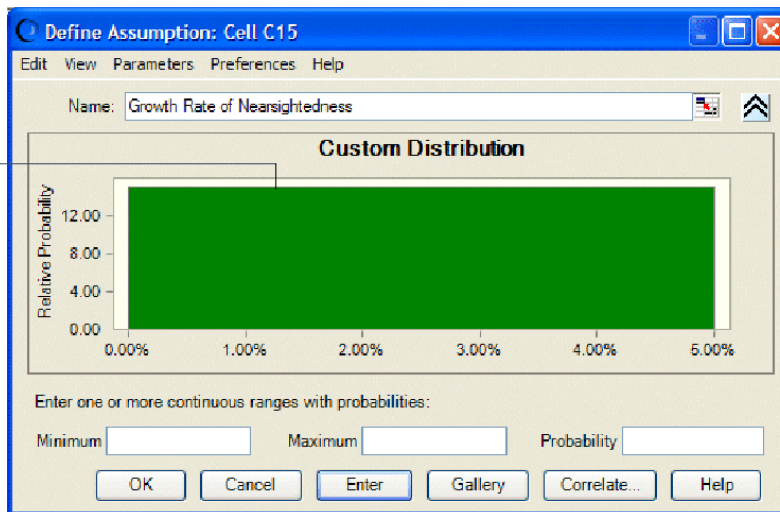 Define Assumption: Cell C15
Edit View Parameters Preferences Help
Name: Growth Rate of Nearsightedness
Custom Distribution
Relative Probability
12.00
8.00
4.00
0.00
0.00% 1.00% 2.00% 3.00% 4.00% 5.00%
Enter one or more continuous ranges with probabilities:
Minimum Maximum Probability
OK Cancel Enter Gallery Correlate... Help